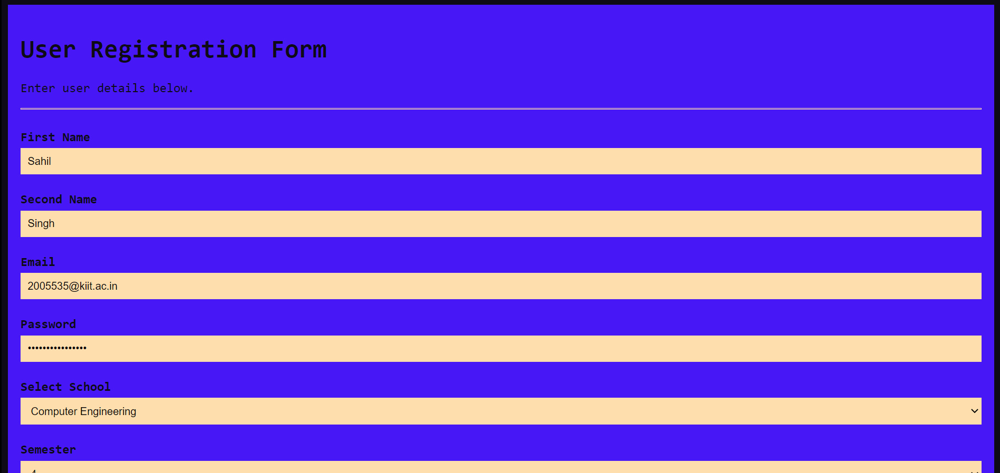 User Registration Form
Enter user details below.
First Name
Sahil
Second Name
Singh
Email
2005535@kiit.ac.in
Password
••••••••••••••••
Select School
Computer Engineering
Semester